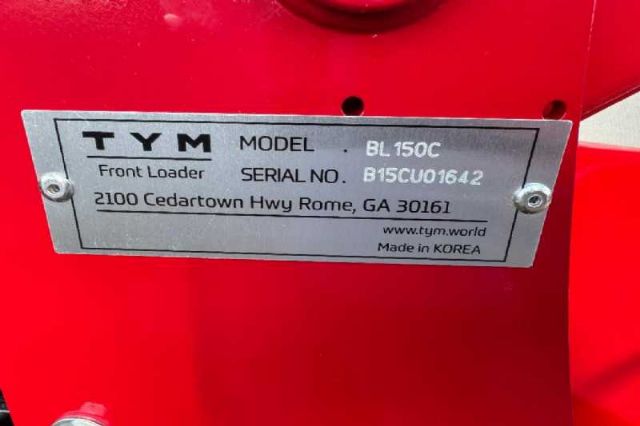 TYM MODEL . BL150C
Front Loader SERIAL NO. B15CU01642
2100 Cedartown Hwy Rome, GA 30161
www.tym.world
Made in KOREA